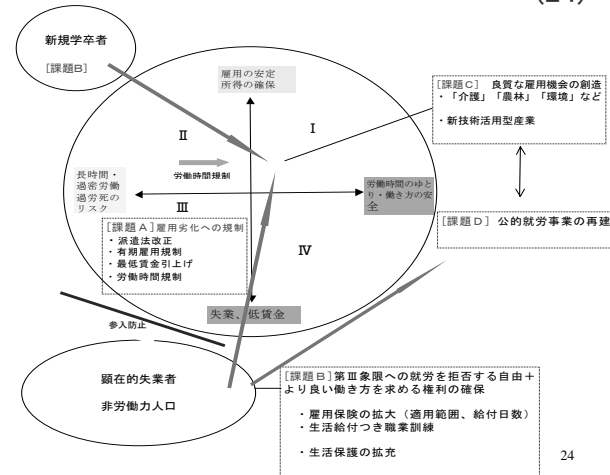 新規学卒者
[課題B]
雇用の安定
所得の確保
[課題C] 良質な雇用機会の創造
・「介護」「農林」「環境」など
・新技術活用型産業
Ⅱ
Ⅰ
労働時間規制
長時間・
過密労働
過労死の
リスク
労働時間のゆと
り・働き方の安
全
Ⅲ
[課題A]雇用劣化への規制
・派遣法改正
・有期雇用規制
・最低賃金引上げ
・労働時間規制
Ⅳ
[課題D] 公的就労事業の再建
失業、低賃金
参入防止
顕在的失業者
非労働力人口
[課題B]第Ⅲ象限への就労を拒否する自由+
より良い働き方を求める権利の確保
・雇用保険の拡大（適用範囲、給付日数）
・生活給付つき職業訓練
・生活保護の拡充
24